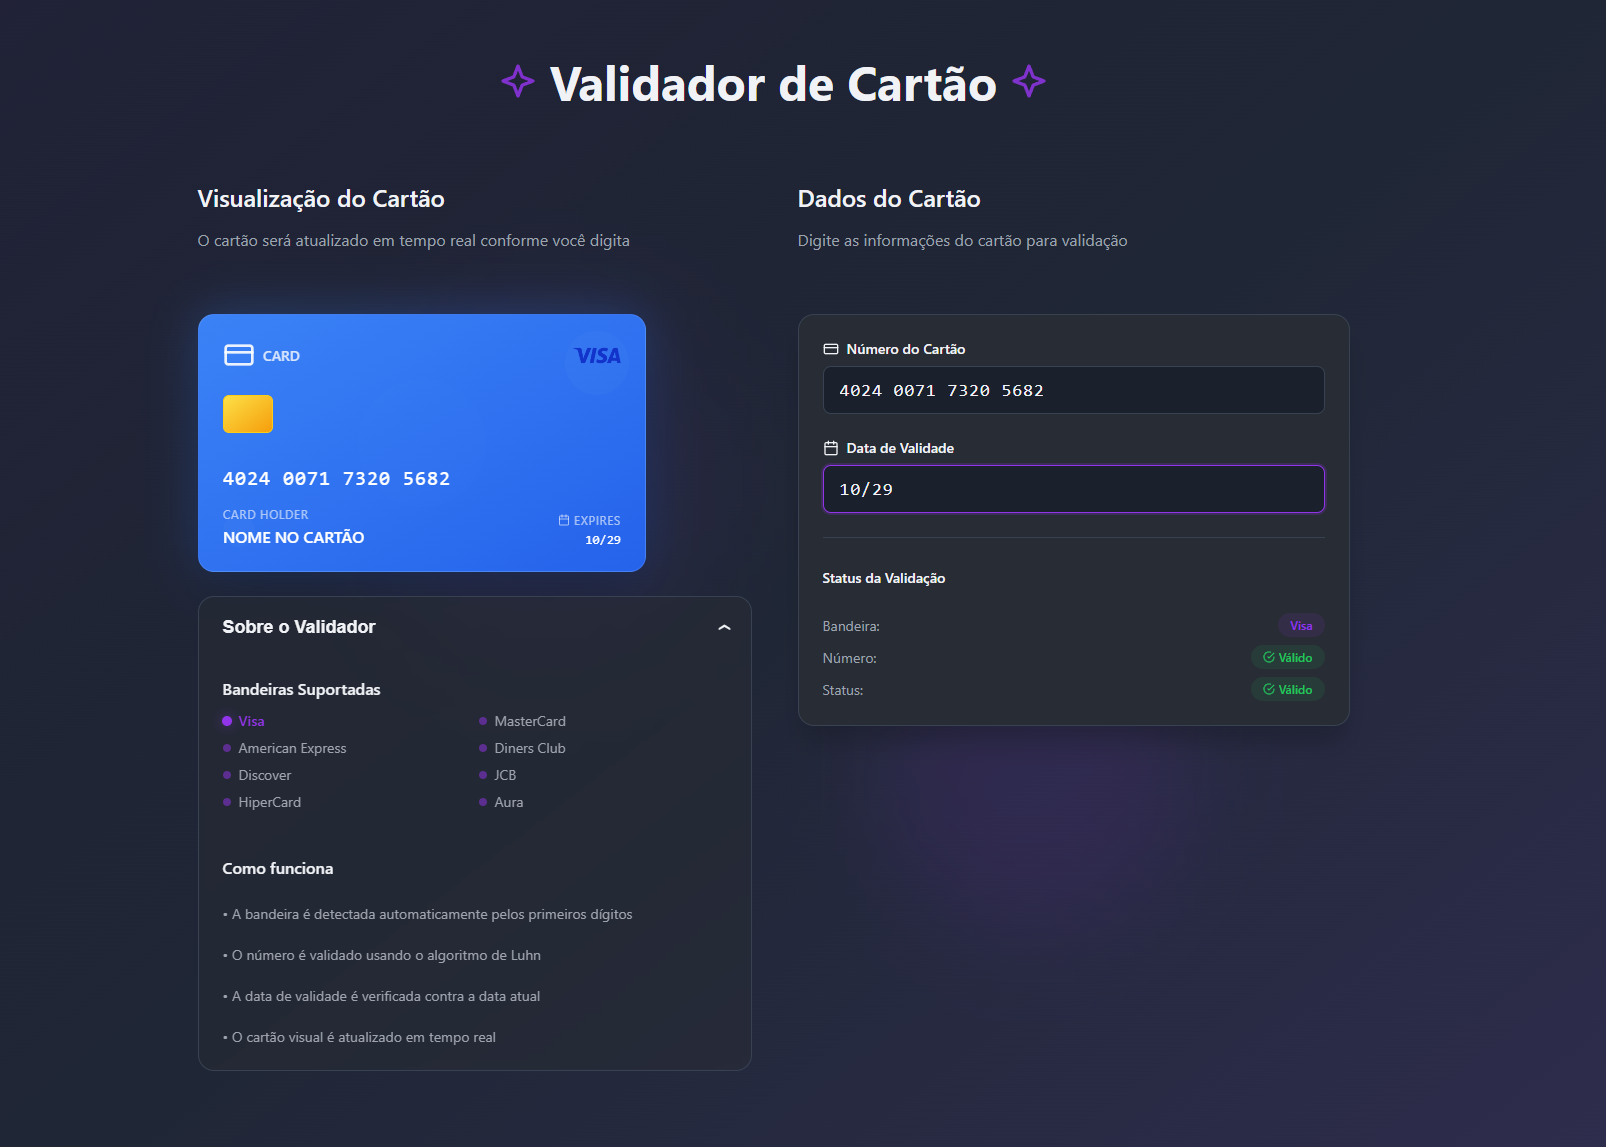 Validador de Cartão
Visualização do Cartão
O cartão será atualizado em tempo real conforme você digita
CARD
VISA
4024 0071 7320 5682
CARD HOLDER
NOME NO CARTÃO
EXPIRES
10/29
Sobre o Validador
Bandeiras Suportadas
Visa
MasterCard
American Express
Diners Club
Discover
JCB
HiperCard
Aura
Como funciona
• A bandeira é detectada automaticamente pelos primeiros dígitos
• O número é validado usando o algoritmo de Luhn
• A data de validade é verificada contra a data atual
• O cartão visual é atualizado em tempo real
Dados do Cartão
Digite as informações do cartão para validação
Número do Cartão
4024 0071 7320 5682
Data de Validade
10/29
Status da Validação
Bandeira: Visa
Número: Válido
Status: Válido